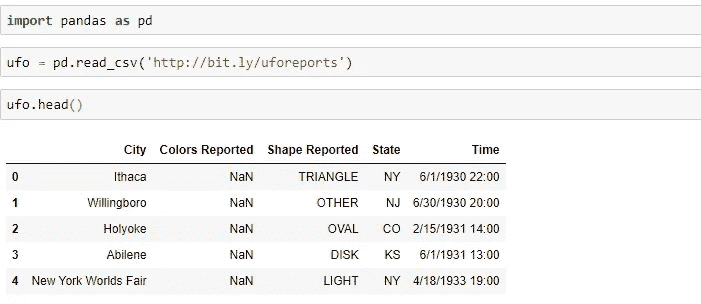 import pandas as pd
ufo = pd.read_csv('http://bit.ly/uforeports')
ufo.head()
City Colors Reported Shape Reported State Time
0 Ithaca NaN TRIANGLE NY 6/1/1930 22:00
1 Willingboro NaN OTHER NJ 6/30/1930 20:00
2 Holyoke NaN OVAL CO 2/15/1931 14:00
3 Abilene NaN DISK KS 6/1/1931 13:00
4 New York Worlds Fair NaN LIGHT NY 4/18/1933 19:00